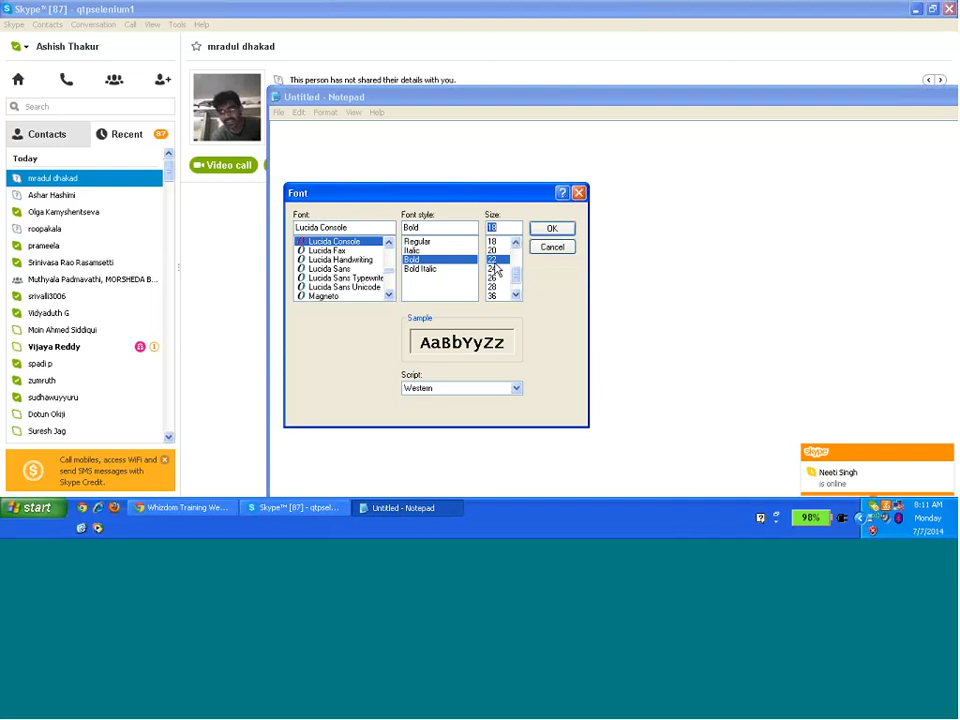 Skype™ [87] - qtpselenium1
Skype Contacts Conversation Call View Tools Help
Ashish Thakur
mradul dhakad
This person has not shared their details with you.
Search
Contacts
Recent
87
Video call
Today
mradul dhakad
Ashar Hashimi
Olga Kamyshentseva
roopakala
prameela
Srinivasa Rao Rasamsetti
Muthyala Padmavathi, MORSHEDA B...
srivalli3006
Vidyaduth G
Moin Ahmed Siddiqui
Vijaya Reddy
spadi p
zumruth
sudhawuyyuru
Dotun Okiji
Suresh Jag
Call mobiles, access WiFi and
send SMS messages with
Skype Credit.
Untitled - Notepad
File Edit Format View Help
Font
Font:
Font style:
Size:
Lucida Console
Bold
18
OK
Cancel
Lucida Console
Lucida Fax
Lucida Handwriting
Lucida Sans
Lucida Sans Typewrite
Lucida Sans Unicode
Magneto
Regular
Italic
Bold
Bold Italic
18
20
22
24
26
28
36
Sample
AaBbYyZz
Script:
Western
skype
Neeti Singh
is online
start
Whizdom Training We...
Skype™ [87] - qtpsel...
Untitled - Notepad
98%
8:11 AM
Monday
7/7/2014